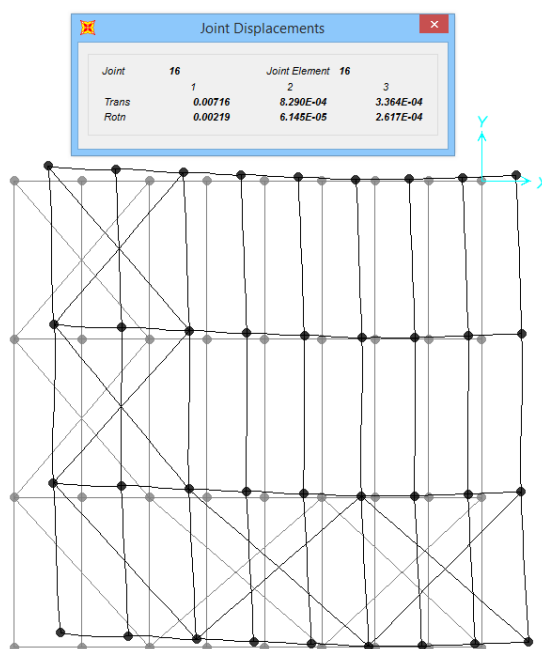 Joint Displacements
Joint 16 Joint Element 16
1 2 3
Trans 0.00716 8.290E-04 3.364E-04
Rotn 0.00219 6.145E-05 2.617E-04
Y
X